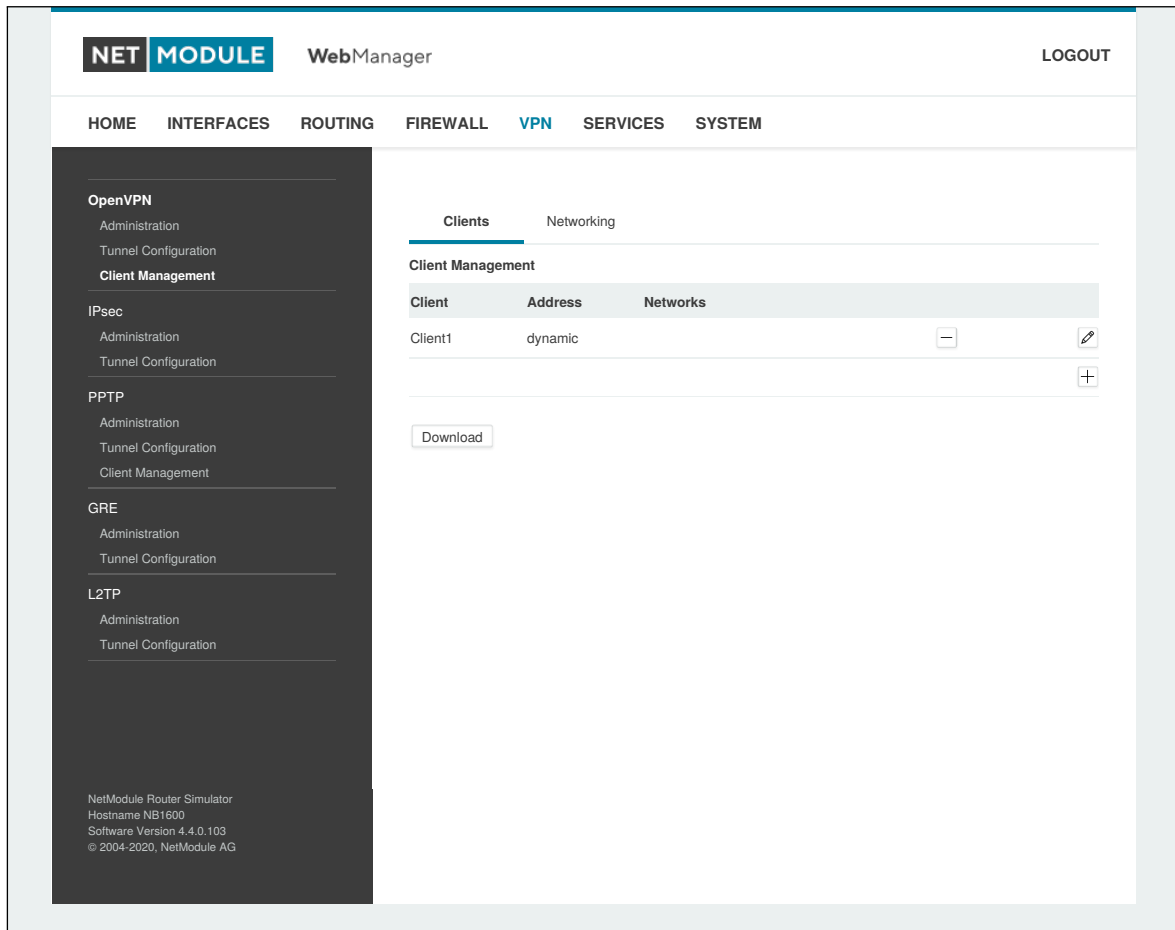 NET MODULE WebManager LOGOUT
HOME INTERFACES ROUTING FIREWALL VPN SERVICES SYSTEM
OpenVPN
Administration
Tunnel Configuration
Client Management
IPsec
Administration
Tunnel Configuration
PPTP
Administration
Tunnel Configuration
Client Management
GRE
Administration
Tunnel Configuration
L2TP
Administration
Tunnel Configuration
NetModule Router Simulator
Hostname NB1600
Software Version 4.4.0.103
© 2004-2020, NetModule AG
Clients Networking
Client Management
Client Address Networks
Client1 dynamic
Download